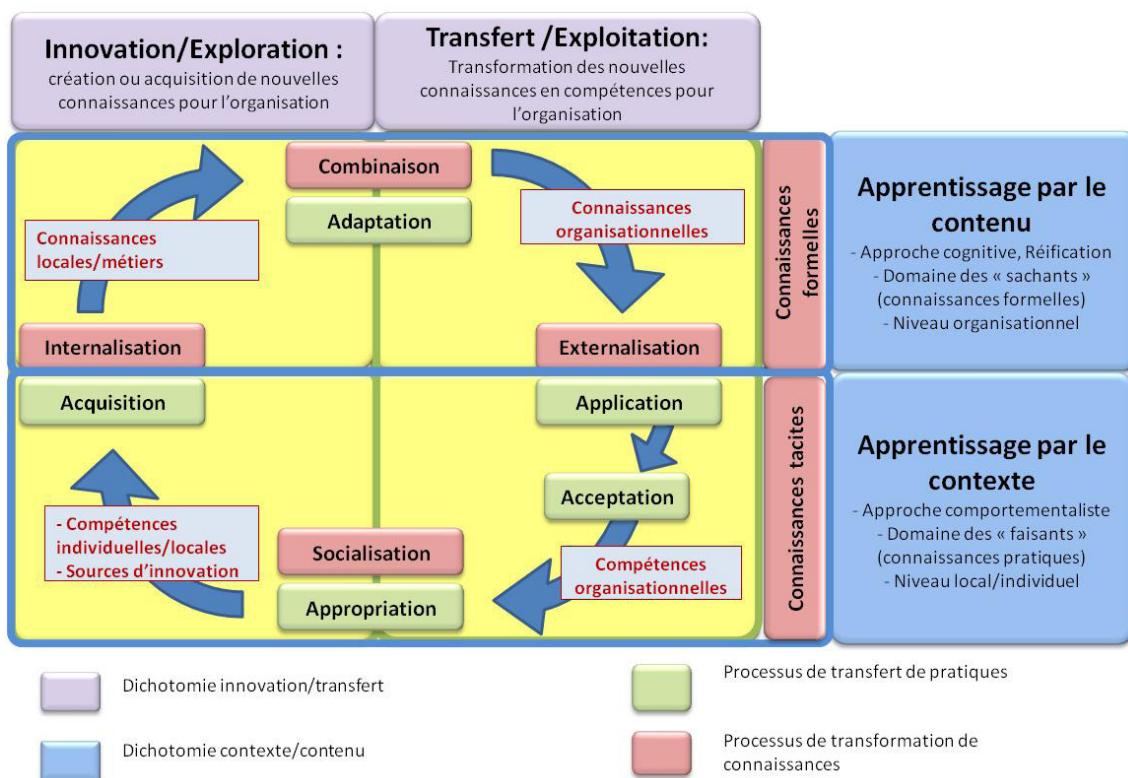 Innovation/Exploration :
création ou acquisition de nouvelles
connaissances pour l'organisation
Transfert /Exploitation:
Transformation des nouvelles
connaissances en compétences pour
l'organisation
Combinaison
Adaptation
Connaissances
locales/métiers
Connaissances
organisationnelles
Internalisation
Externalisation
Connaissances
formelles
Apprentissage par le
contenu
- Approche cognitive, Réification
- Domaine des « sachants »
(connaissances formelles)
- Niveau organisationnel
Acquisition
Application
Acceptation
- Compétences
individuelles/locales
- Sources d'innovation
Socialisation
Appropriation
Compétences
organisationnelles
Connaissances tacites
Apprentissage par le
contexte
- Approche comportementaliste
- Domaine des « faisants »
(connaissances pratiques)
- Niveau local/individuel
Dichotomie innovation/transfert
Processus de transfert de pratiques
Dichotomie contexte/contenu
Processus de transformation de
connaissances